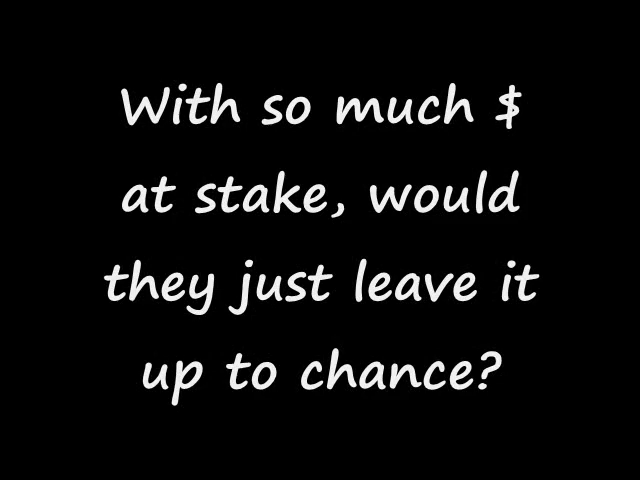 With so much $
at stake, would
they just leave it
up to chance?